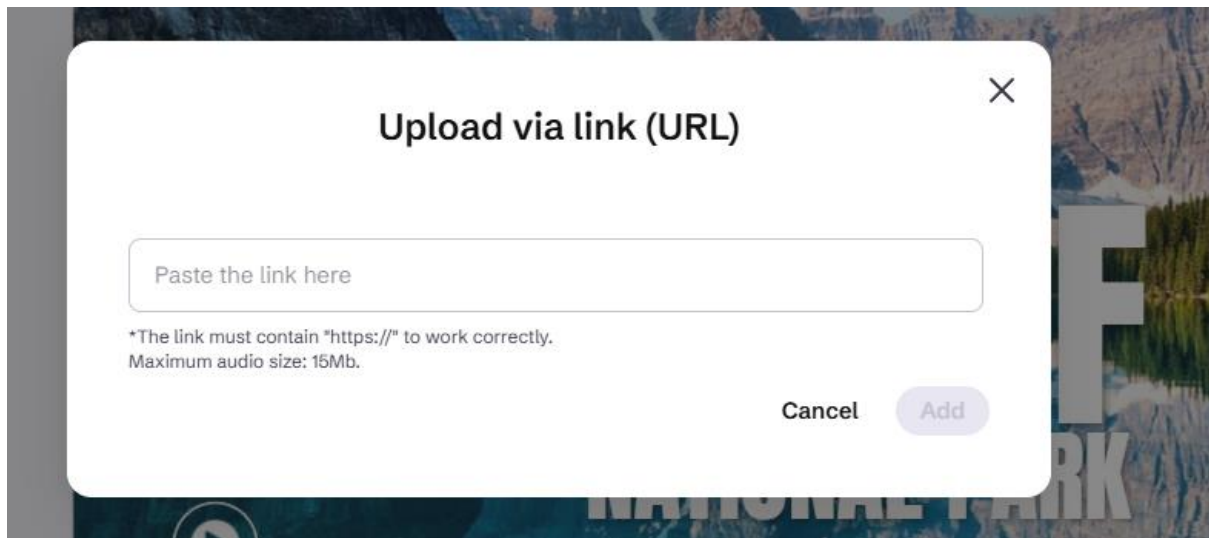 Upload via link (URL)
Paste the link here
*The link must contain "https://" to work correctly.
Maximum audio size: 15Mb.
Cancel Add
F
NATIONAL PARK